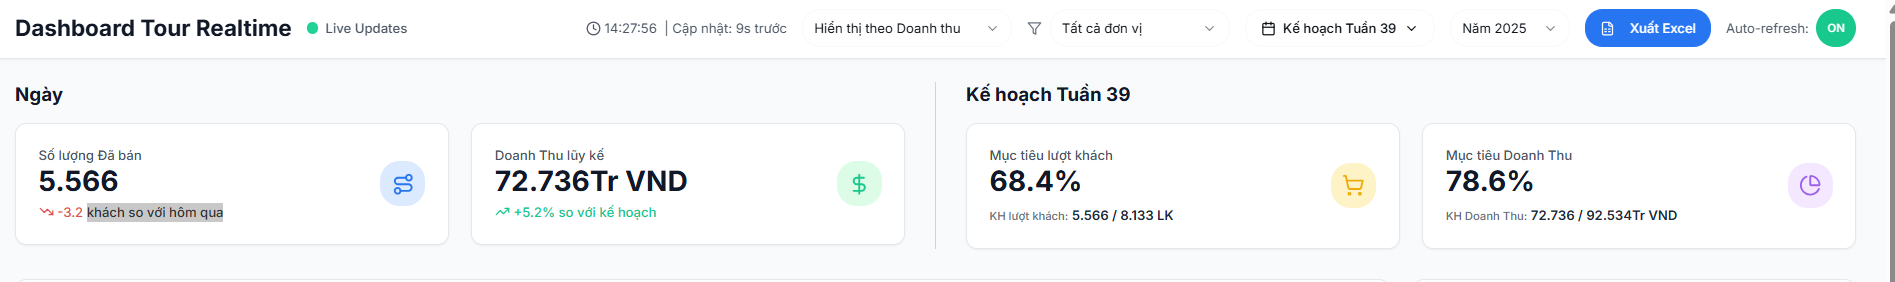 Dashboard Tour Realtime
Live Updates
14:27:56 | Cập nhật: 9s trước
Hiển thị theo Doanh thu
Tất cả đơn vị
Kế hoạch Tuần 39
Năm 2025
Xuất Excel
Auto-refresh:
ON
Ngày
Số lượng Đã bán
5.566
-3.2 khách so với hôm qua
Doanh Thu lũy kế
72.736Tr VND
$
+5.2% so với kế hoạch
Kế hoạch Tuần 39
Mục tiêu lượt khách
68.4%
KH lượt khách: 5.566 / 8.133 LK
Mục tiêu Doanh Thu
78.6%
KH Doanh Thu: 72.736 / 92.534Tr VND